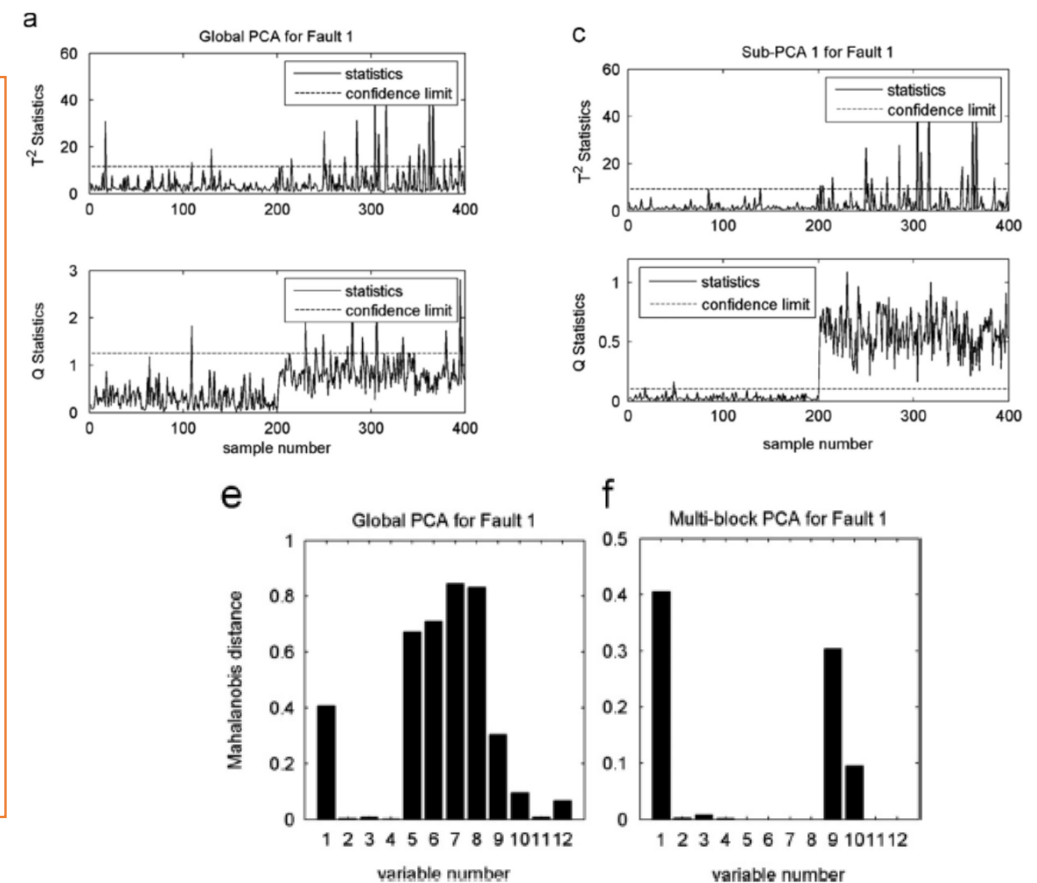 a
Global PCA for Fault 1
60
40
20
0
T² Statistics
statistics
confidence limit
0 100 200 300 400
3
2
1
0
Q Statistics
statistics
confidence limit
0 100 200 300 400
sample number
c
Sub-PCA 1 for Fault 1
60
40
20
0
T² Statistics
statistics
confidence limit
0 100 200 300 400
1
0.5
0
Q Statistics
statistics
confidence limit
0 100 200 300 400
sample number
e
Global PCA for Fault 1
1
0.8
0.6
0.4
0.2
0
Mahalanobis distance
1 2 3 4 5 6 7 8 9 10 11 12
variable number
f
Multi-block PCA for Fault 1
0.5
0.4
0.3
0.2
0.1
0
1 2 3 4 5 6 7 8 9 10 11 12
variable number